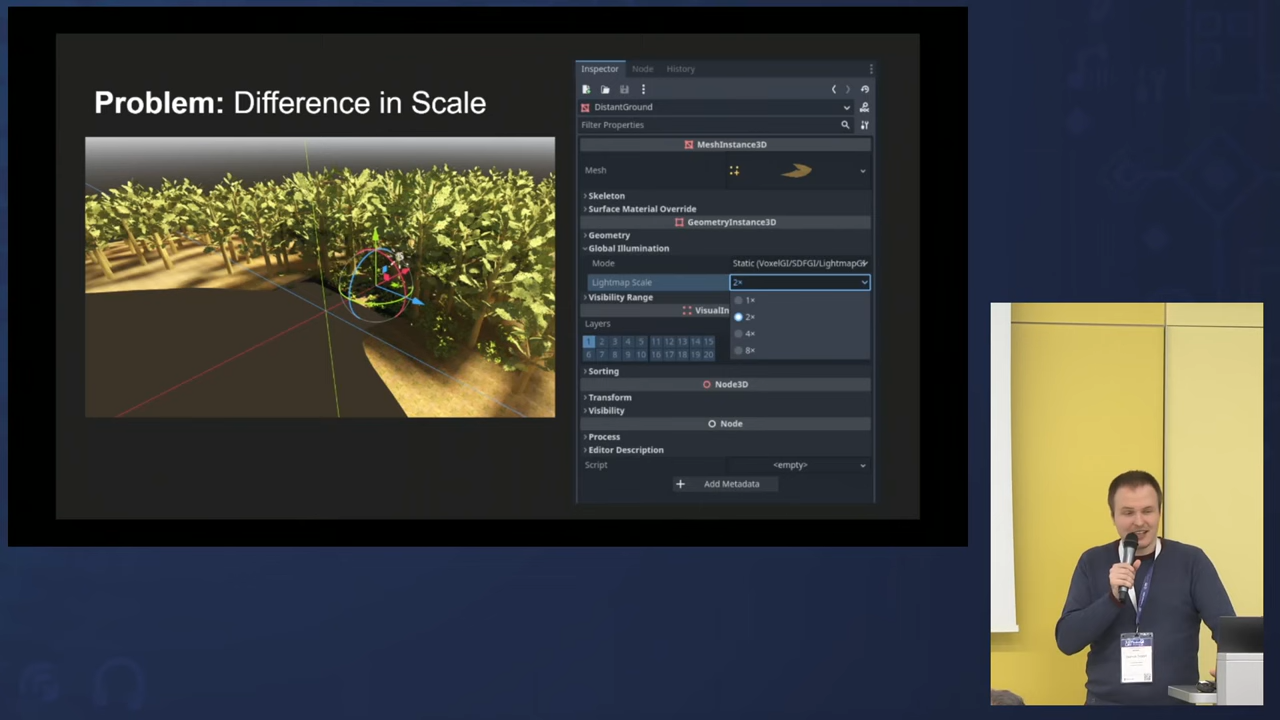 Problem: Difference in Scale
Inspector Node History
DistantGround
Filter Properties
MeshInstance3D
Mesh
Skeleton
Surface Material Override
GeometryInstance3D
Geometry
Global Illumination
Mode Static (VoxelGI/SDFGI/LightmapGI
Lightmap Scale 2×
1×
Visibility Range
2×
VisualIn
Layers
4×
1 2 3 4 5 11 12 13 14 15
8×
6 7 8 9 10 16 17 18 19 20
Sorting
Node3D
Transform
Visibility
Node
Process
Editor Description
Script <empty>
+ Add Metadata